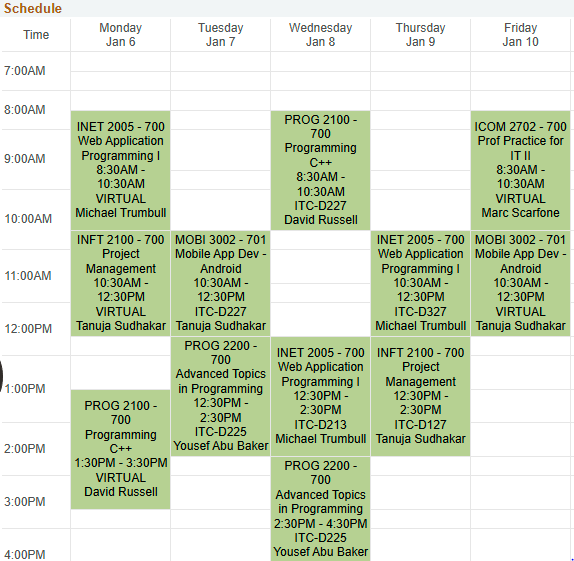 Schedule
Time
Monday
Jan 6
Tuesday
Jan 7
Wednesday
Jan 8
Thursday
Jan 9
Friday
Jan 10
7:00AM
8:00AM
9:00AM
10:00AM
11:00AM
12:00PM
1:00PM
2:00PM
3:00PM
4:00PM
INET 2005 - 700
Web Application
Programming I
8:30AM -
10:30AM
VIRTUAL
Michael Trumbull
INFT 2100 - 700
Project
Management
10:30AM -
12:30PM
VIRTUAL
Tanuja Sudhakar
PROG 2100 -
700
Programming
C++
1:30PM - 3:30PM
VIRTUAL
David Russell
MOBI 3002 - 701
Mobile App Dev -
Android
10:30AM -
12:30PM
ITC-D227
Tanuja Sudhakar
PROG 2200 -
700
Advanced Topics
in Programming
12:30PM -
2:30PM
ITC-D225
Yousef Abu Baker
PROG 2100 -
700
Programming
C++
8:30AM -
10:30AM
ITC-D227
David Russell
INET 2005 - 700
Web Application
Programming I
12:30PM -
2:30PM
ITC-D213
Michael Trumbull
PROG 2200 -
700
Advanced Topics
in Programming
2:30PM - 4:30PM
ITC-D225
Yousef Abu Baker
INET 2005 - 700
Web Application
Programming I
10:30AM -
12:30PM
ITC-D327
Michael Trumbull
INFT 2100 - 700
Project
Management
12:30PM -
2:30PM
ITC-D127
Tanuja Sudhakar
ICOM 2702 - 700
Prof Practice for
IT II
8:30AM -
10:30AM
VIRTUAL
Marc Scarfone
MOBI 3002 - 701
Mobile App Dev -
Android
10:30AM -
12:30PM
VIRTUAL
Tanuja Sudhakar